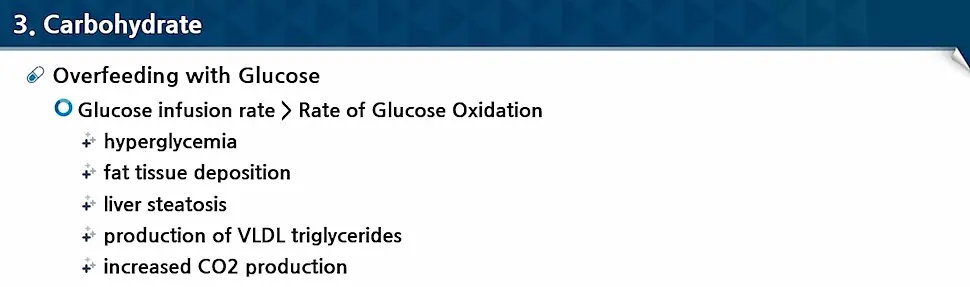 3. Carbohydrate
Overfeeding with Glucose
Glucose infusion rate > Rate of Glucose Oxidation
hyperglycemia
fat tissue deposition
liver steatosis
production of VLDL triglycerides
increased CO2 production